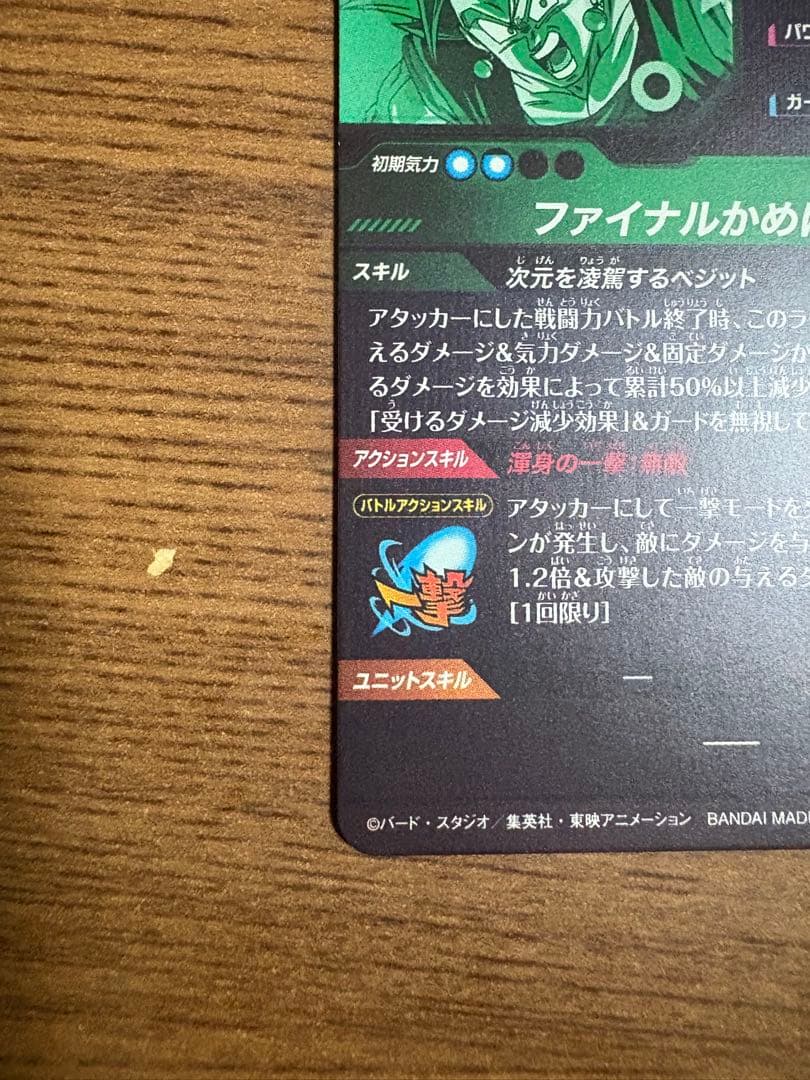 パワ
ガー
初期気力
ファイナルかめ
スキル
次元を凌駕するベジット
アタッカーにした戦闘力バトル終了時、このラ
えるダメージ&気力ダメージ&固定ダメージが
るダメージを効果によって累計50%以上減少
「受けるダメージ減少効果」&ガードを無視して
アクションスキル
渾身の一撃:無敵
バトルアクションスキル
アタッカーにして一撃モードを
ンが発生し、敵にダメージを与
1.2倍&攻撃した敵の与える
[1回限り]
一撃
ユニットスキル
—
—
©バード・スタジオ/集英社・東映アニメーション BANDAI MADE